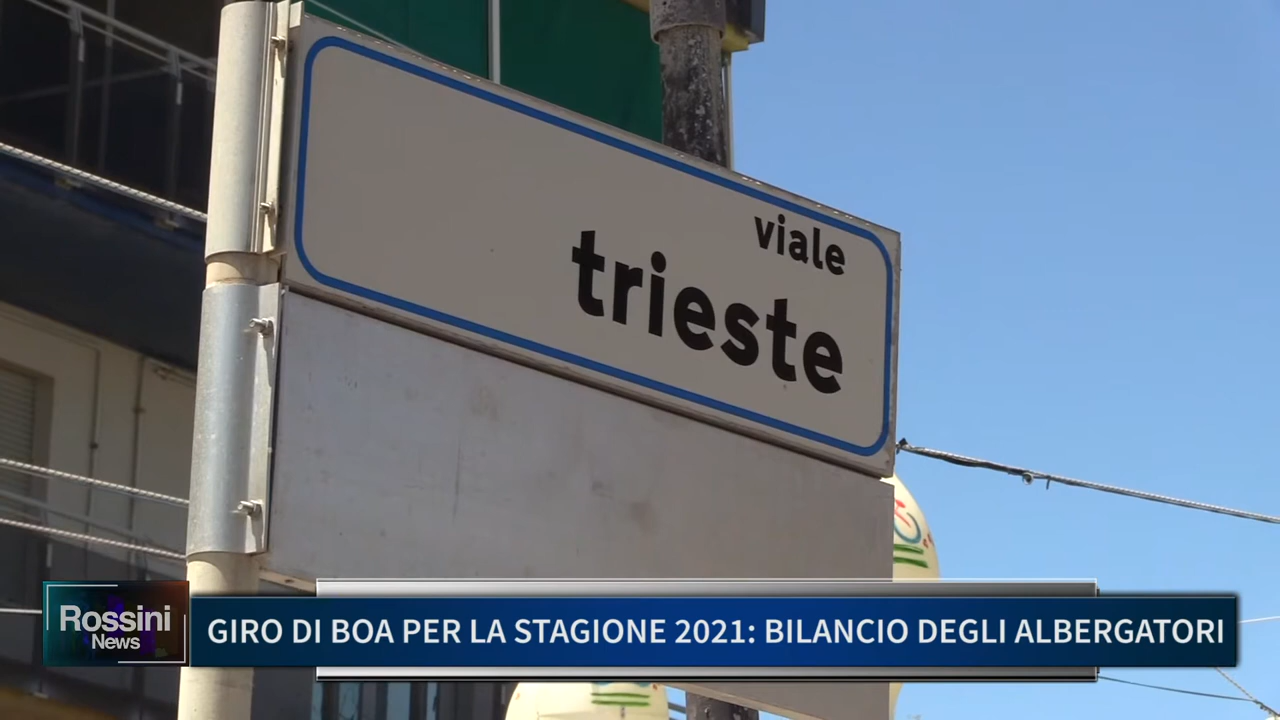 viale
trieste
Rossini
News
GIRO DI BOA PER LA STAGIONE 2021: BILANCIO DEGLI ALBERGATORI